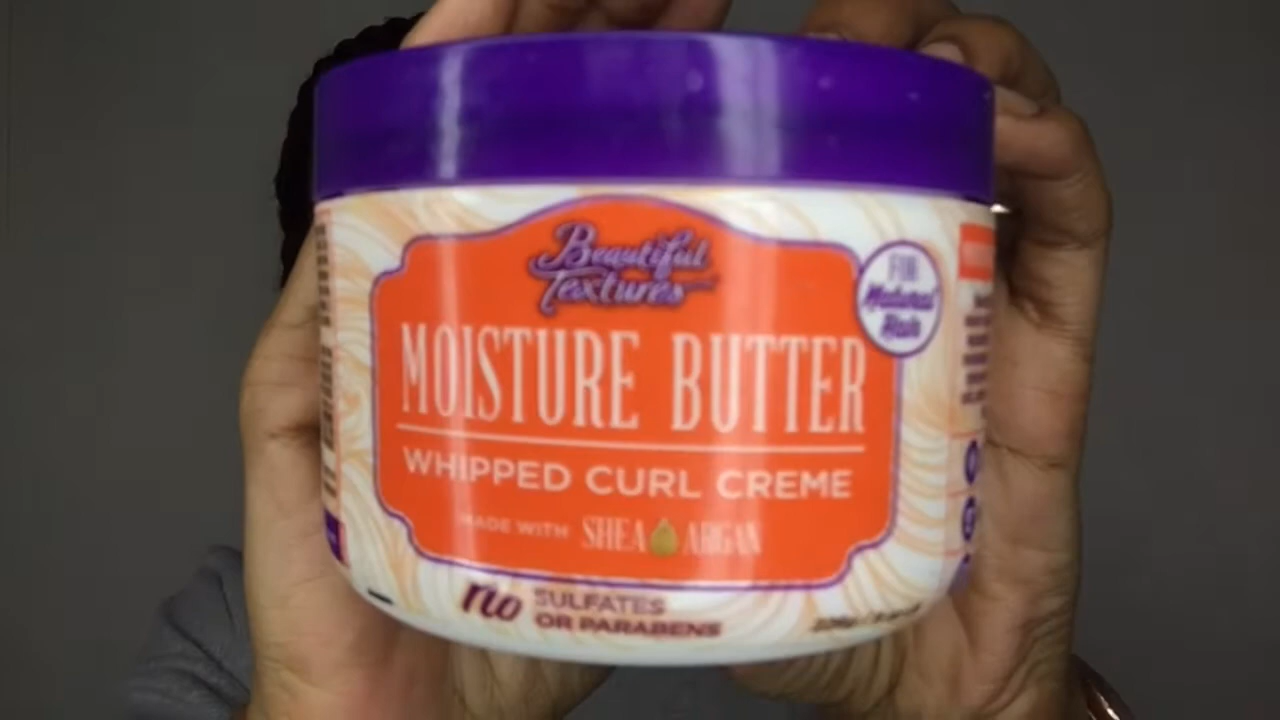 Beautiful
Textures
FOR
Natural
Hair
MOISTURE BUTTER
WHIPPED CURL CREME
MADE WITH SHEA ARGAN
no SULFATES
OR PARABENS